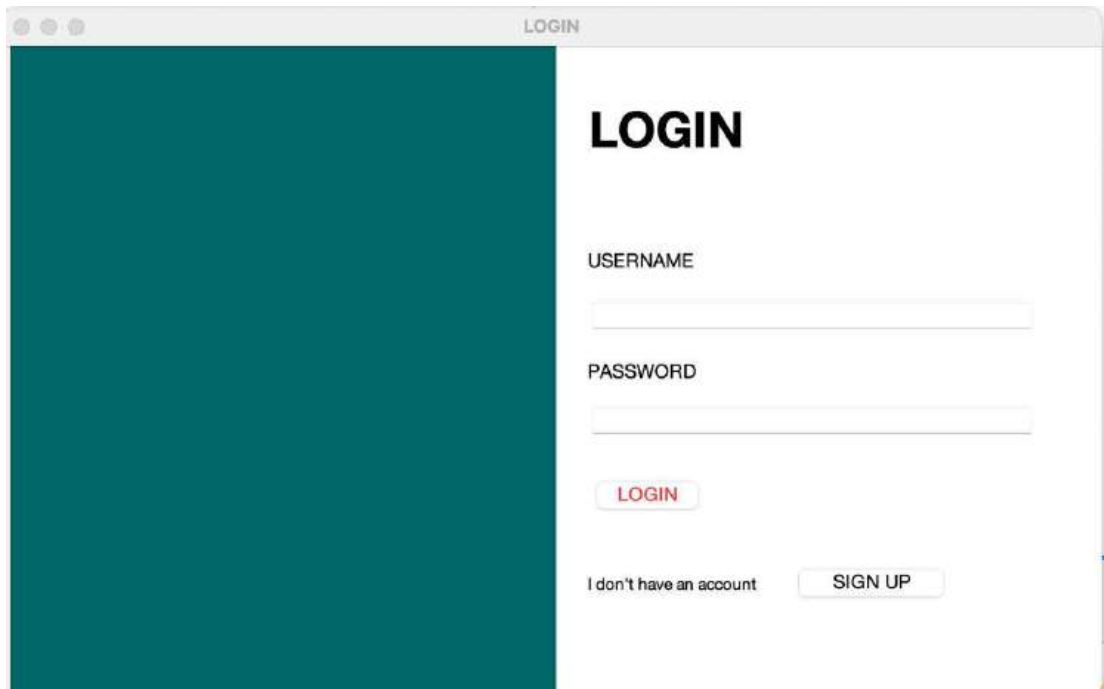 LOGIN
LOGIN
USERNAME
PASSWORD
LOGIN
I don't have an account SIGN UP